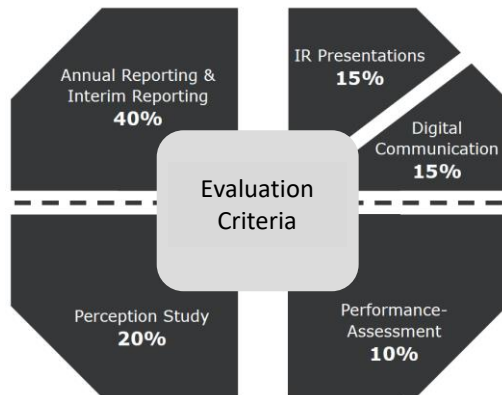 Annual Reporting &
Interim Reporting
40%
IR Presentations
15%
Digital
Communication
15%
Evaluation
Criteria
Perception Study
20%
Performance-
Assessment
10%